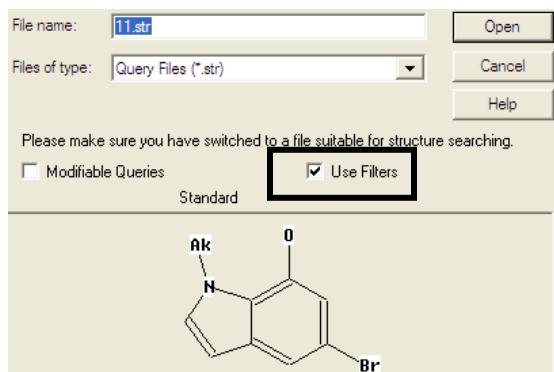 File name: 11.str Open
Files of type: Query Files (*.str) Cancel
Help
Please make sure you have switched to a file suitable for structure searching.
Modifiable Queries Use Filters
Standard
Ak O
N
Br